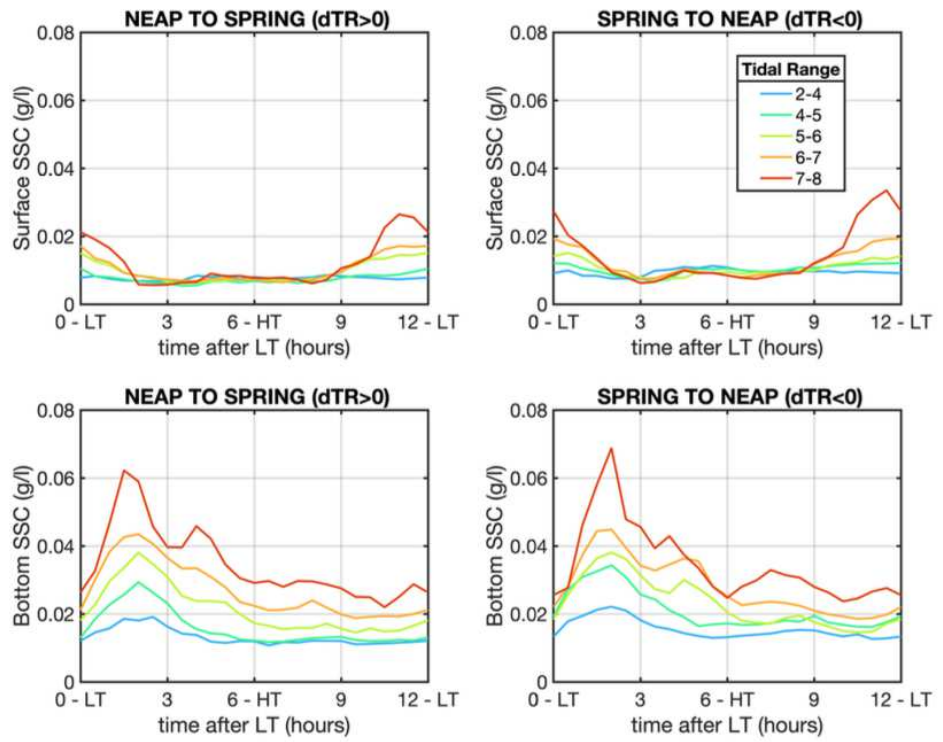 NEAP TO SPRING (dTR>0)
Surface SSC (g/l)
0.08
0.06
0.04
0.02
0
0 - LT
3
6 - HT
9
12 - LT
time after LT (hours)
SPRING TO NEAP (dTR<0)
Surface SSC (g/l)
0.08
0.06
0.04
0.02
0
0 - LT
3
6 - HT
9
12 - LT
time after LT (hours)
Tidal Range
2-4
4-5
5-6
6-7
7-8
NEAP TO SPRING (dTR>0)
Bottom SSC (g/l)
0.08
0.06
0.04
0.02
0
0 - LT
3
6 - HT
9
12 - LT
time after LT (hours)
SPRING TO NEAP (dTR<0)
Bottom SSC (g/l)
0.08
0.06
0.04
0.02
0
0 - LT
3
6 - HT
9
12 - LT
time after LT (hours)